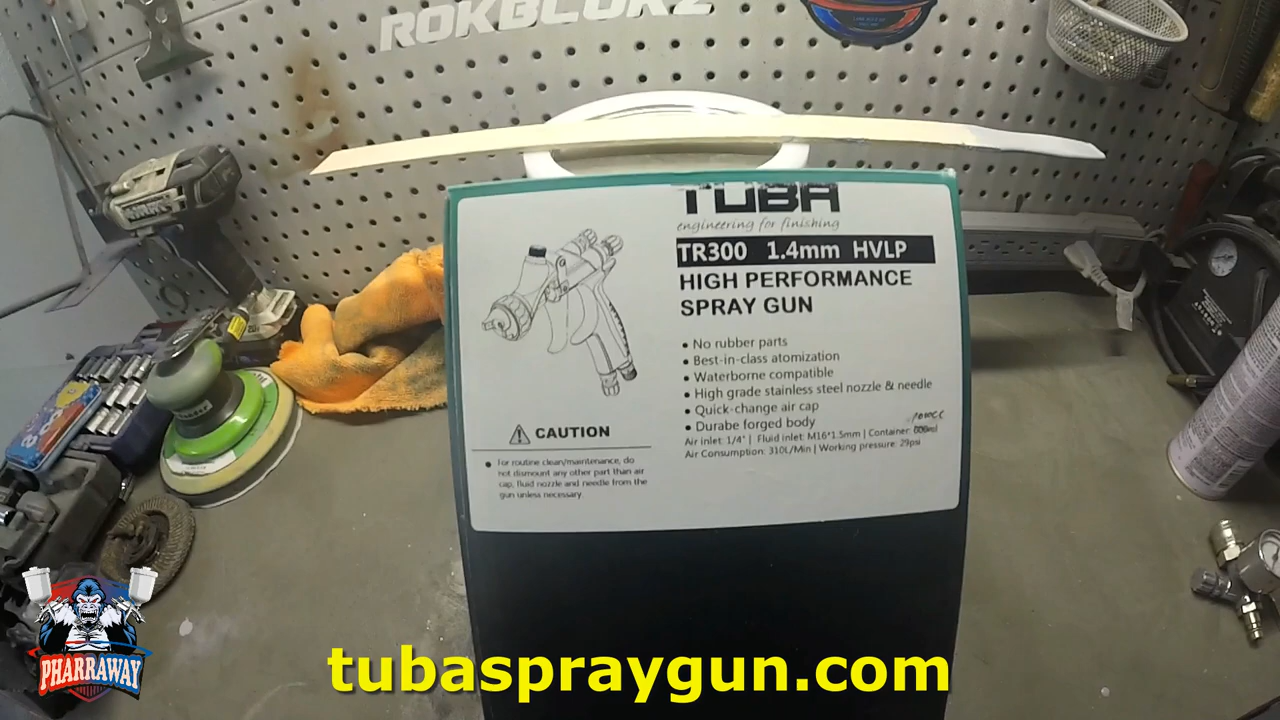 ROKBLOKZ
TUBA
engineering for finishing
TR300 1.4mm HVLP
HIGH PERFORMANCE
SPRAY GUN
• No rubber parts
• Best-in-class atomization
• Waterborne compatible
• High grade stainless steel nozzle & needle
• Quick-change air cap
• Durabe forged body
Air inlet: 1/4" | Fluid inlet: M16*1.5mm | Container: 600ml
Air Consumption: 310L/Min | Working pressure: 29psi
CAUTION
• For routine clean/maintenance, do
not dismount any other part than air
cap, fluid nozzle and needle from the
gun unless necessary.
PHARRAWAY
tubaspraygun.com